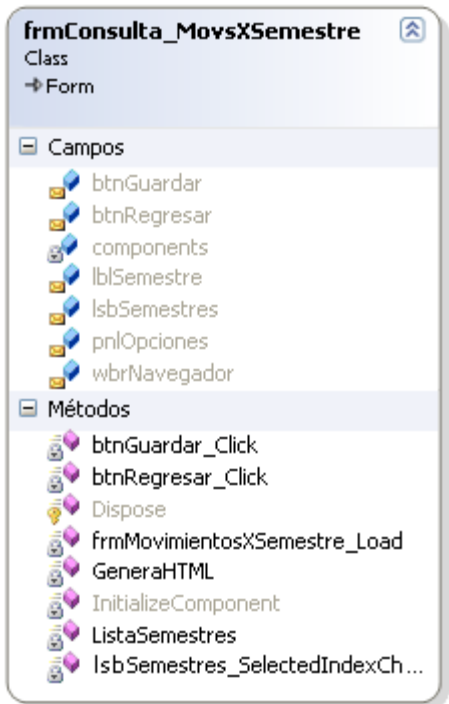 frmConsulta_MovsXSemestre
Class
Form
Campos
btnGuardar
btnRegresar
components
lblSemestre
lsbSemestres
pnlOpciones
wbrNavegador
Métodos
btnGuardar_Click
btnRegresar_Click
Dispose
frmMovimientosXSemestre_Load
GeneraHTML
InitializeComponent
ListaSemestres
lsbSemestres_SelectedIndexCh...